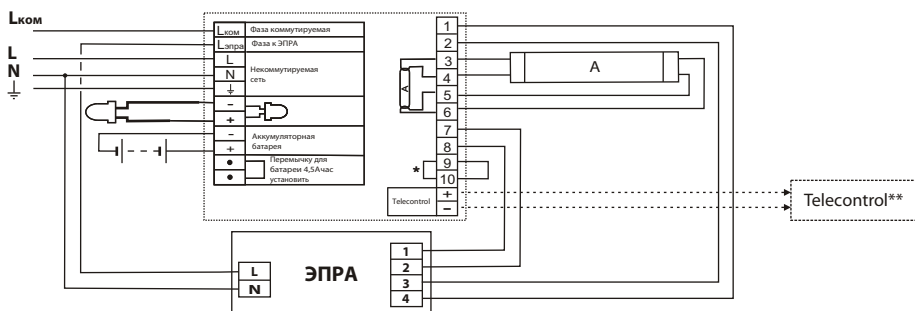 Lком
L
N
Lком Фаза коммутируемая
Lэпра Фаза к ЭПРА
L
N
Некоммутируемая
сеть
–
+
–
+
Аккумуляторная
батарея
Перемычку для
батареи 4,5Ачас
установить
1
2
3
4
5
6
7
8
9
10
+
–
A
A
*
Telecontrol
Telecontrol**
L
N
ЭПРА
1
2
3
4